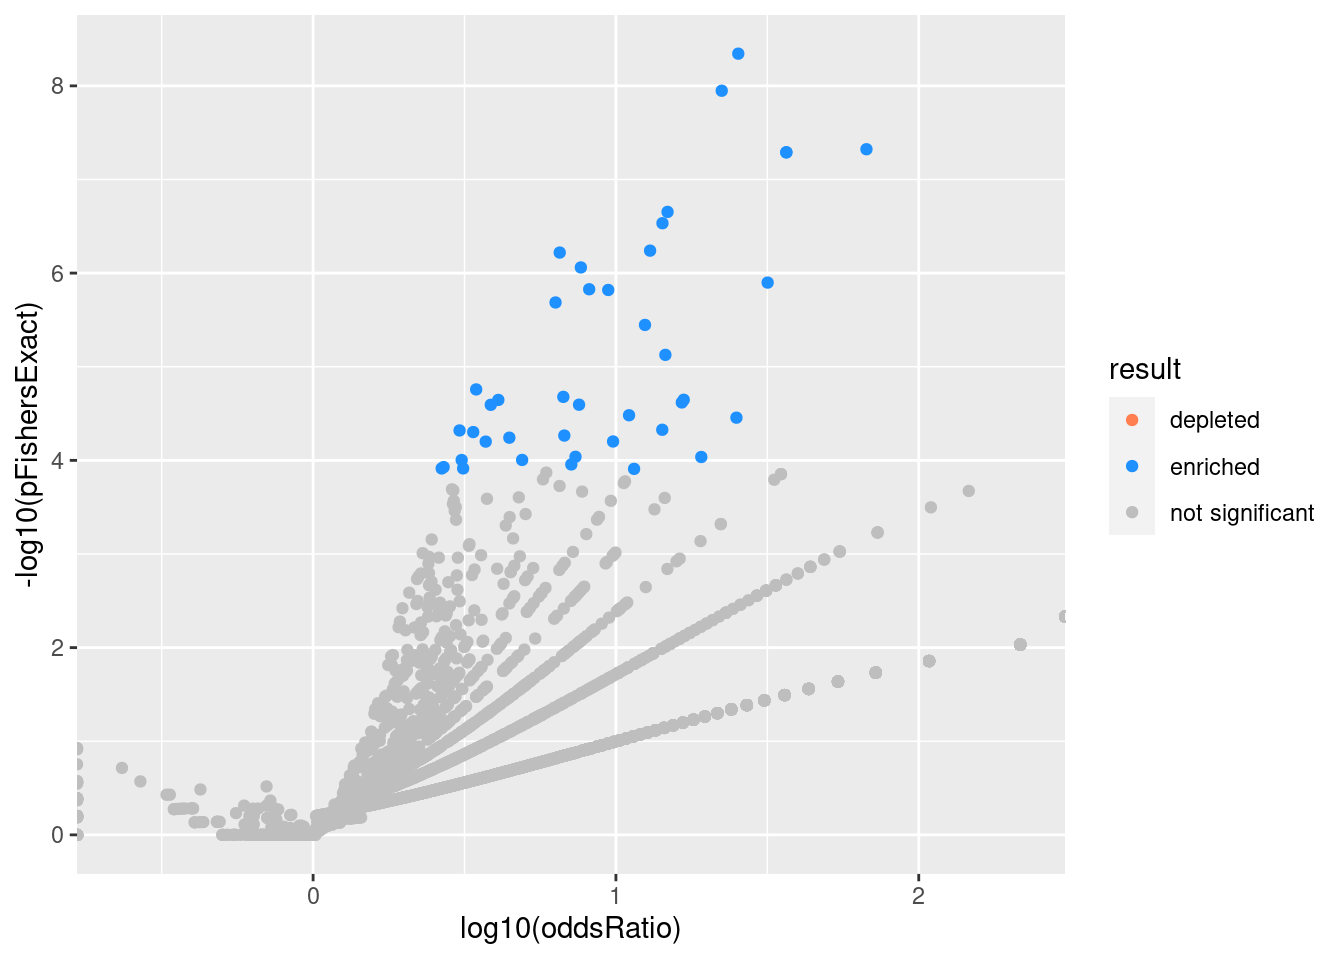 8
6
4
2
0
0
1
2
-log10(pFishersExact)
log10(oddsRatio)
result
depleted
enriched
not significant